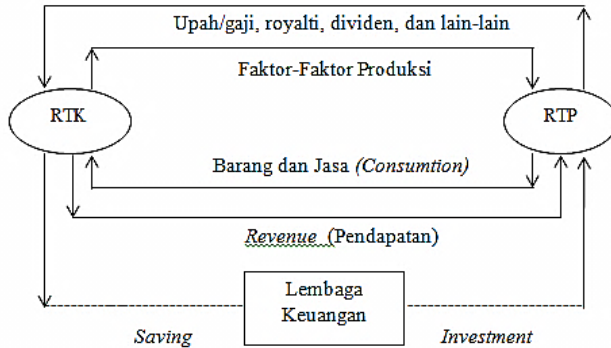 Upah/gaji, royalti, dividen, dan lain-lain
Faktor-Faktor Produksi
RTK
RTP
Barang dan Jasa (Consumtion)
Revenue (Pendapatan)
Lembaga
Keuangan
Saving
Investment